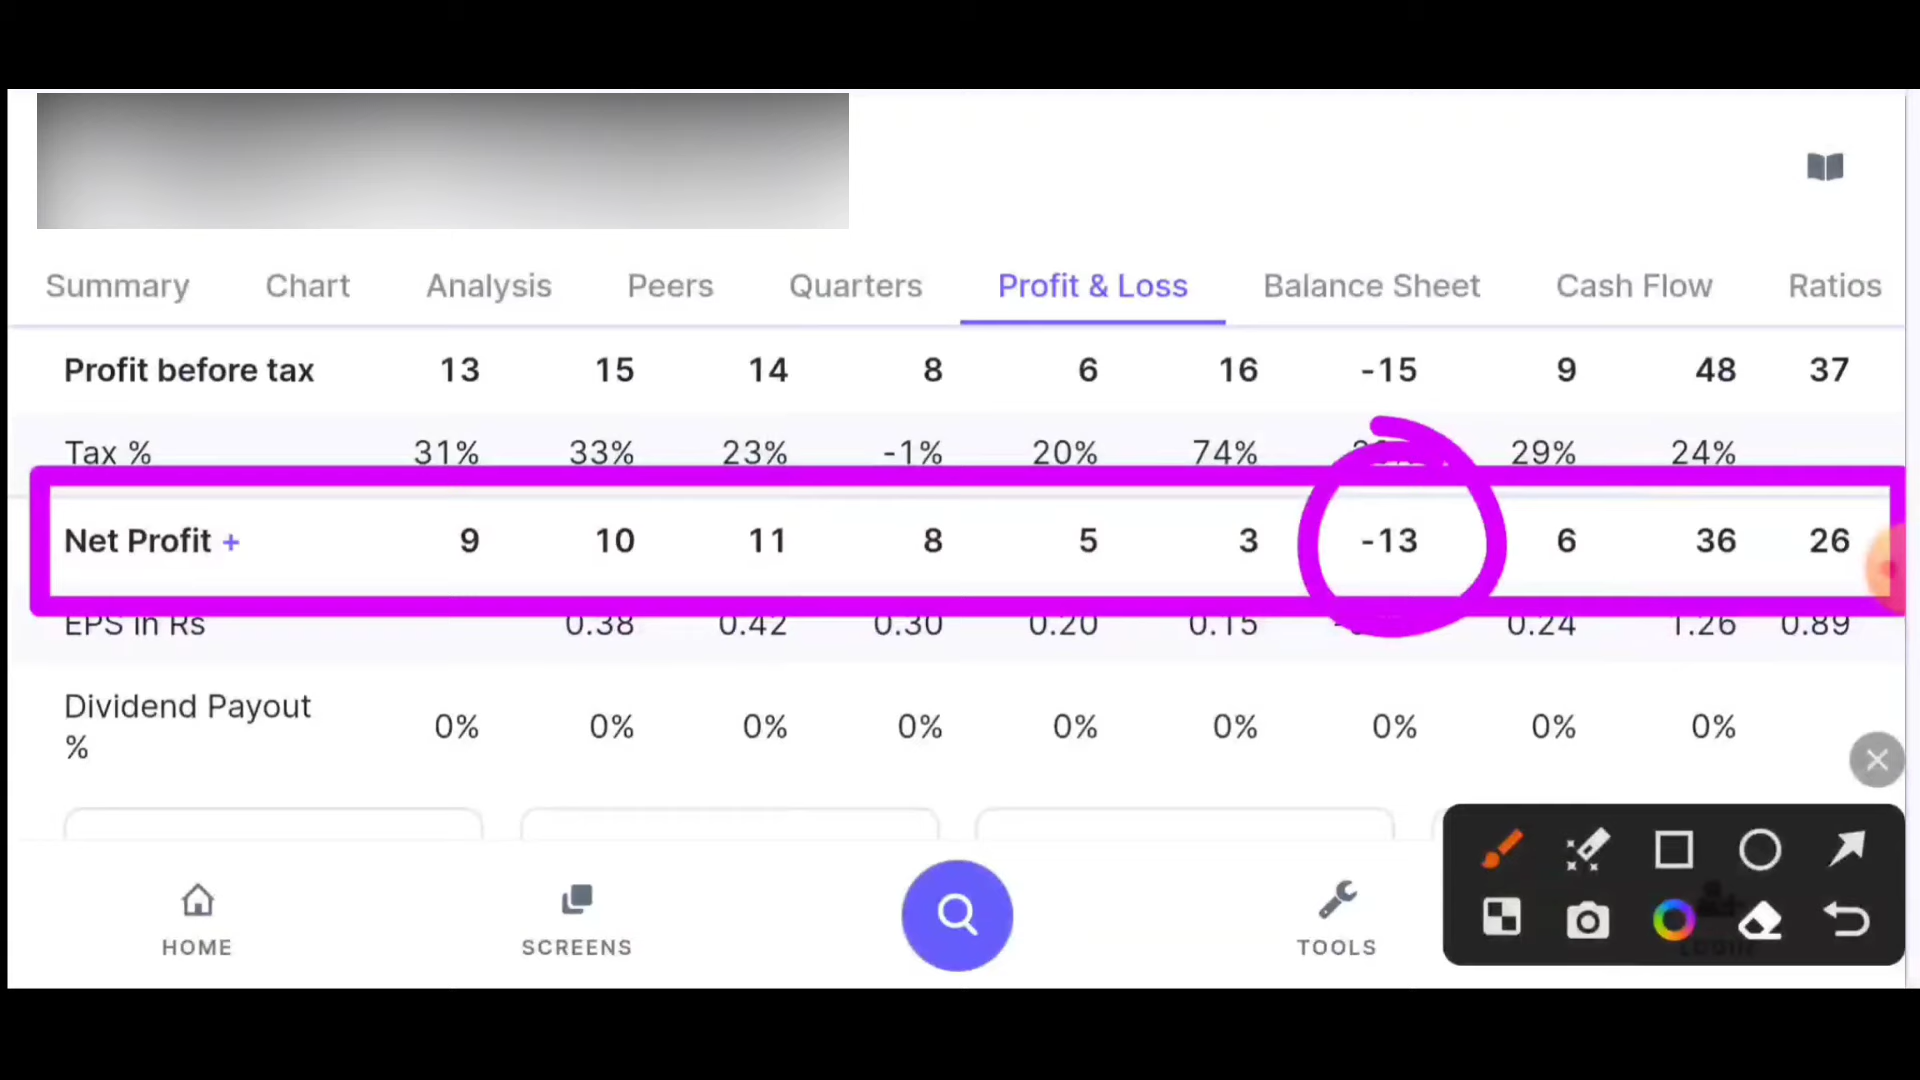 Summary Chart Analysis Peers Quarters Profit & Loss Balance Sheet Cash Flow Ratios
Profit before tax 13 15 14 8 6 16 -15 9 48 37
Tax % 31% 33% 23% -1% 20% 74% 29% 24%
Net Profit + 9 10 11 8 5 3 -13 6 36 26
EPS in Rs 0.38 0.42 0.30 0.20 0.15 0.24 1.26 0.89
Dividend Payout
% 0% 0% 0% 0% 0% 0% 0% 0% 0%
HOME SCREENS TOOLS